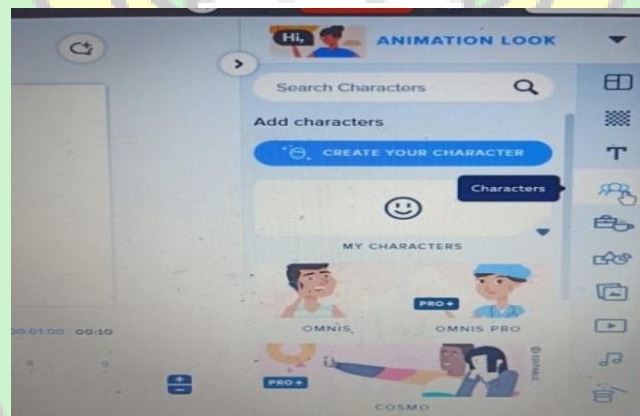 Hi,
ANIMATION LOOK
Search Characters
Add characters
CREATE YOUR CHARACTER
Characters
MY CHARACTERS
PRO+
OMNIS
OMNIS PRO
00:01:00 00:10
PRO+
COSMO